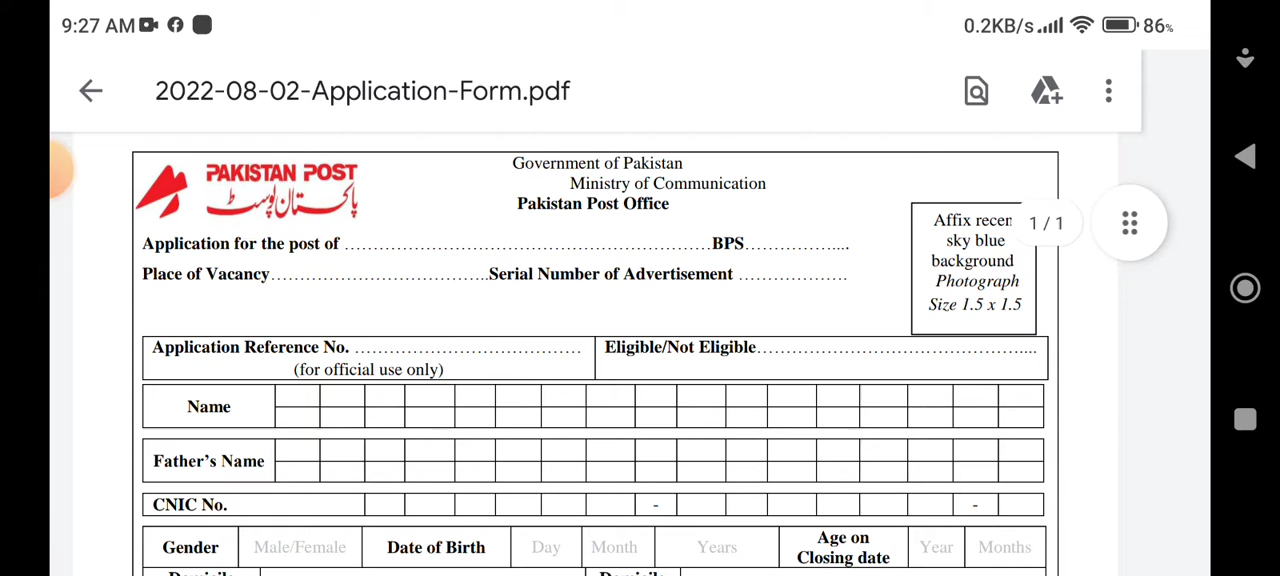 9:27 AM 0.2KB/s 86%
2022-08-02-Application-Form.pdf
PAKISTAN POST
پاکستان پوسٹ
Government of Pakistan
Ministry of Communication
Pakistan Post Office
Application for the post of ……………………………………………BPS……………...
Place of Vacancy……………………………..Serial Number of Advertisement ………………
Affix recen
sky blue
background
Photograph
Size 1.5 x 1.5
1 / 1
Application Reference No. ………………………………
(for official use only)
Eligible/Not Eligible………………………………………...
Name
Father's Name
CNIC No. - -
Gender Male/Female Date of Birth Day Month Years Age on Closing date Year Months
Domicile Domicile